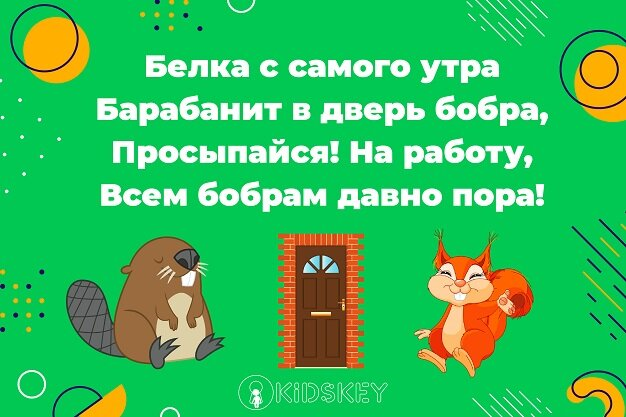 Белка с самого утра
Барабанит в дверь бобра,
Просыпайся! На работу,
Всем бобрам давно пора!
KiDSKEY